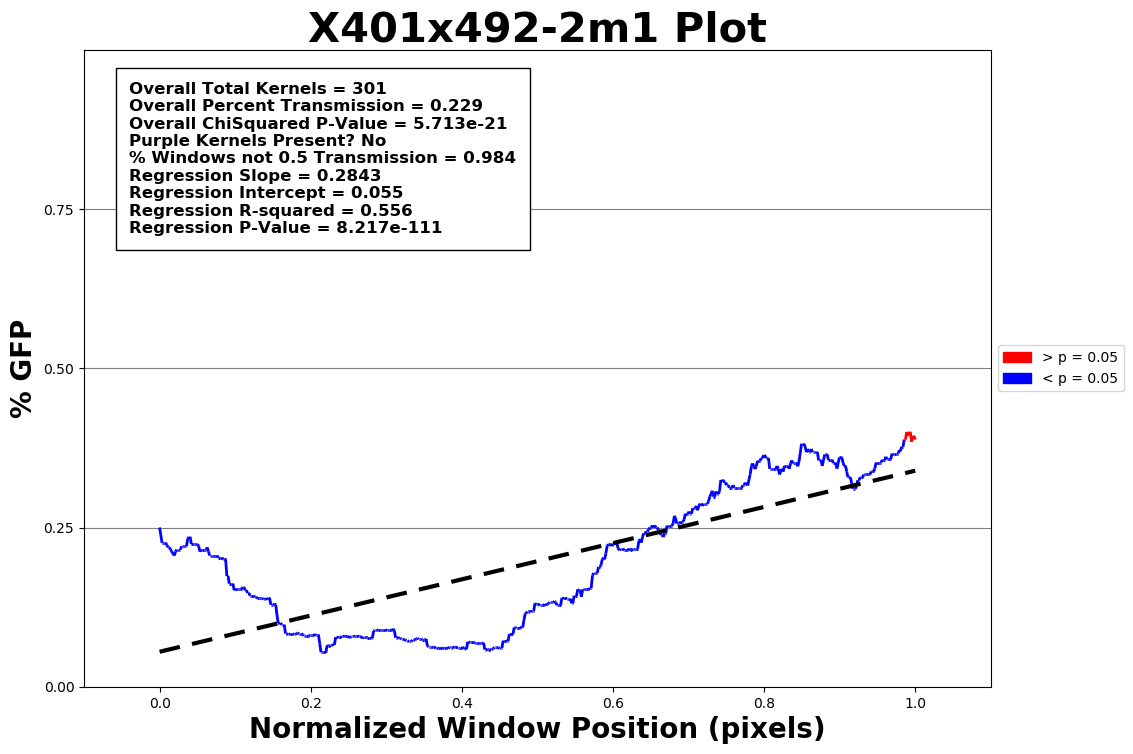 X401x492-2m1 Plot
Overall Total Kernels = 301
Overall Percent Transmission = 0.229
Overall ChiSquared P-Value = 5.713e-21
Purple Kernels Present? No
% Windows not 0.5 Transmission = 0.984
Regression Slope = 0.2843
Regression Intercept = 0.055
Regression R-squared = 0.556
Regression P-Value = 8.217e-111
% GFP
0.75
0.50
0.25
0.00
> p = 0.05
< p = 0.05
0.0 0.2 0.4 0.6 0.8 1.0
Normalized Window Position (pixels)